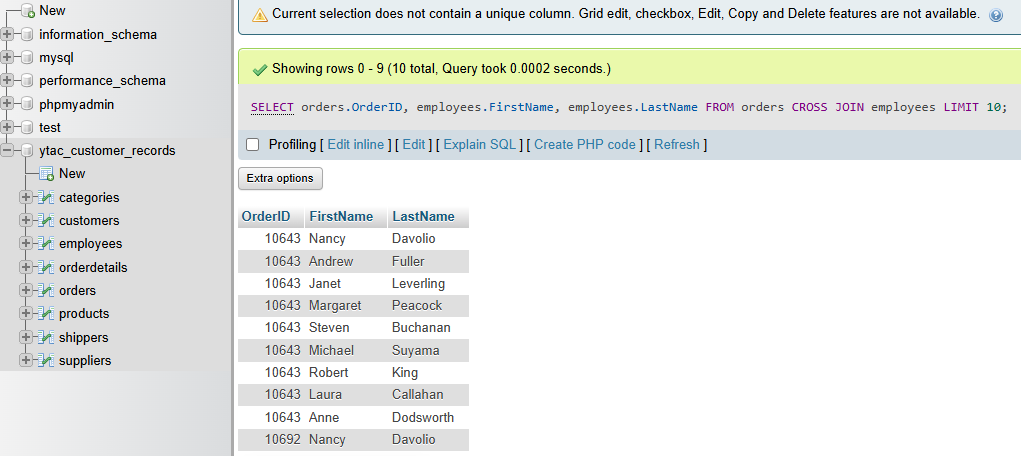 New
information_schema
mysql
performance_schema
phpmyadmin
test
ytac_customer_records
New
categories
customers
employees
orderdetails
orders
products
shippers
suppliers
Current selection does not contain a unique column. Grid edit, checkbox, Edit, Copy and Delete features are not available.
Showing rows 0 - 9 (10 total, Query took 0.0002 seconds.)
SELECT orders.OrderID, employees.FirstName, employees.LastName FROM orders CROSS JOIN employees LIMIT 10;
Profiling [ Edit inline ] [ Edit ] [ Explain SQL ] [ Create PHP code ] [ Refresh ]
Extra options
OrderID FirstName LastName
10643 Nancy Davolio
10643 Andrew Fuller
10643 Janet Leverling
10643 Margaret Peacock
10643 Steven Buchanan
10643 Michael Suyama
10643 Robert King
10643 Laura Callahan
10643 Anne Dodsworth
10692 Nancy Davolio